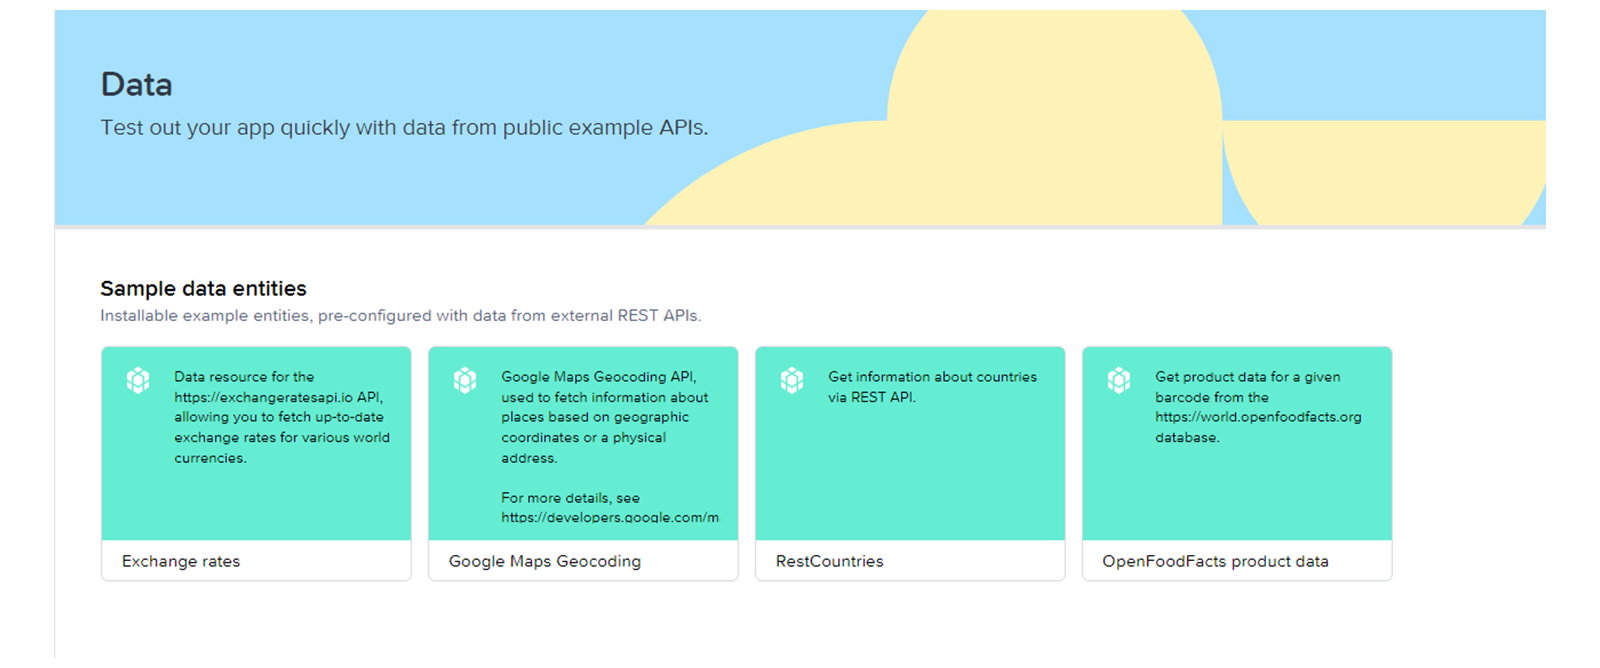 Data
Test out your app quickly with data from public example APIs.
Sample data entities
Installable example entities, pre-configured with data from external REST APIs.
Data resource for the
https://exchangeratesapi.io API,
allowing you to fetch up-to-date
exchange rates for various world
currencies.
Exchange rates
Google Maps Geocoding API,
used to fetch information about
places based on geographic
coordinates or a physical
address.
For more details, see
https://developers.google.com/m
Google Maps Geocoding
Get information about countries
via REST API.
RestCountries
Get product data for a given
barcode from the
https://world.openfoodfacts.org
database.
OpenFoodFacts product data